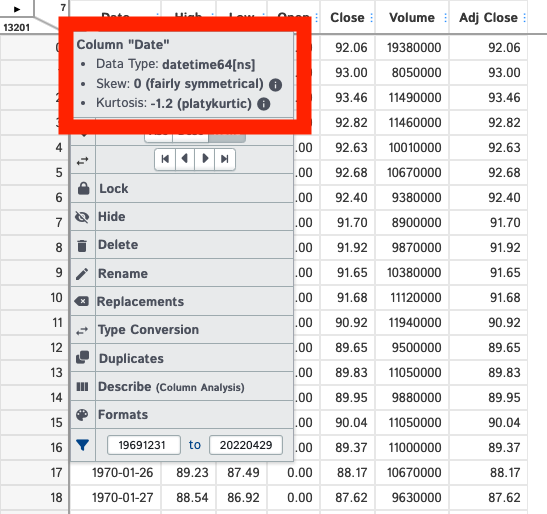 ▶ 7 Date High Low Open Close Volume Adj Close
13201
Column "Date"
• Data Type: datetime64[ns]
• Skew: 0 (fairly symmetrical)
• Kurtosis: -1.2 (platykurtic)
Lock
Hide
Delete
Rename
Replacements
Type Conversion
Duplicates
Describe (Column Analysis)
Formats
19691231 to 20220429
0 .00 92.06 19380000 92.06
93.00 8050000 93.00
2 93.46 11490000 93.46
3 92.82 11460000 92.82
4 .00 92.63 10010000 92.63
5 .00 92.68 10670000 92.68
6 .00 92.40 9380000 92.40
7 .00 91.70 8900000 91.70
8 .00 91.92 9870000 91.92
9 .00 91.65 10380000 91.65
10 .00 91.68 11120000 91.68
11 .00 90.92 11940000 90.92
12 .00 89.65 9500000 89.65
13 .00 89.83 11050000 89.83
14 .00 89.95 9880000 89.95
15 .00 90.04 11050000 90.04
16 .00 89.37 11000000 89.37
17 1970-01-26 89.23 87.49 0.00 88.17 10670000 88.17
18 1970-01-27 88.54 86.92 0.00 87.62 9630000 87.62